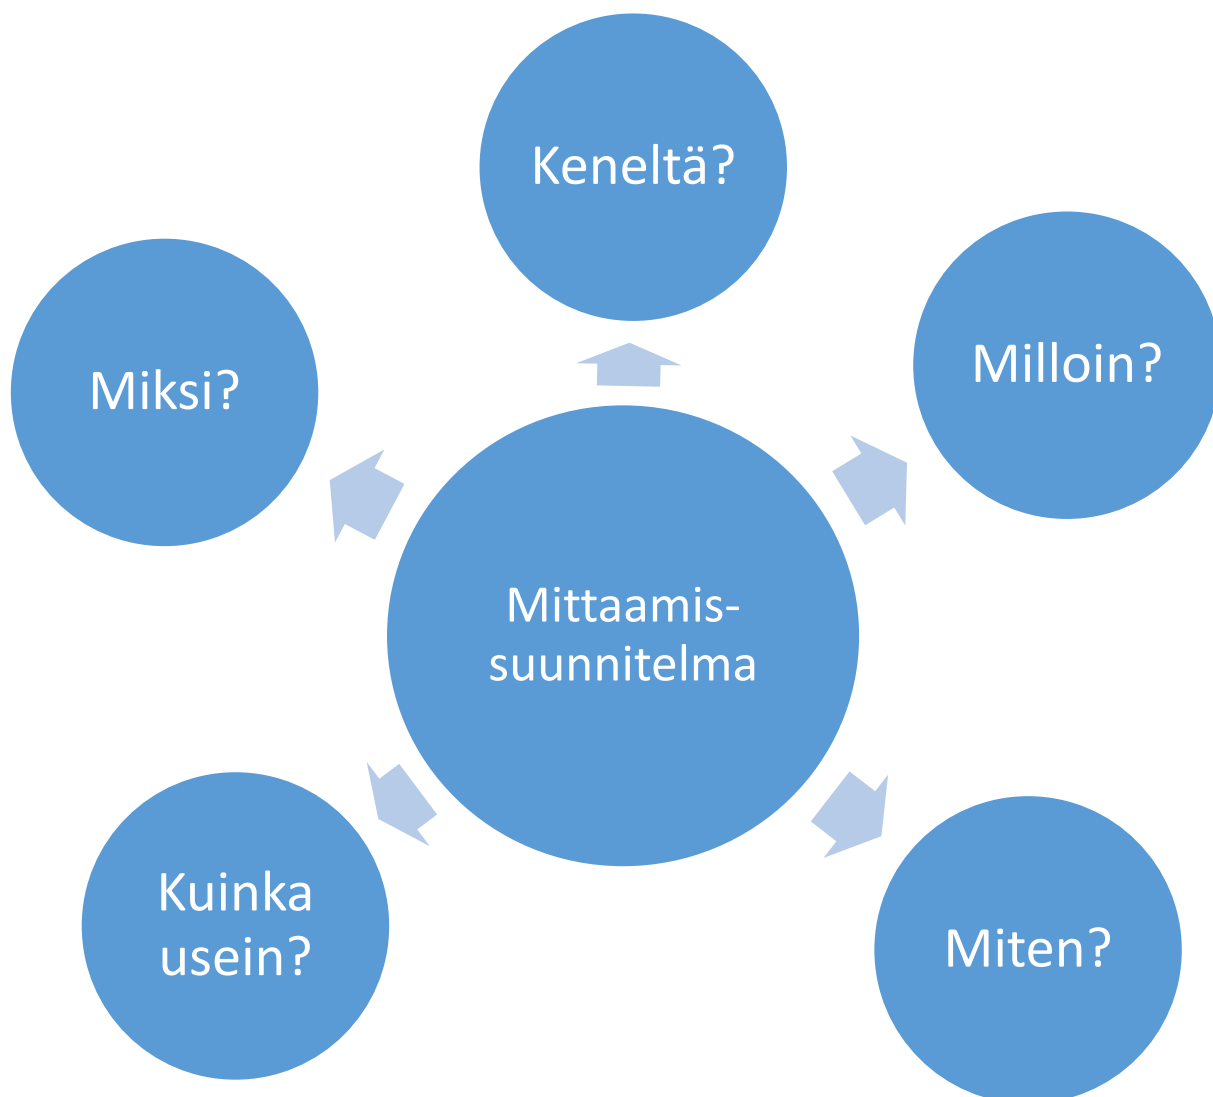 Keneltä?
Milloin?
Miksi?
Mittaamis-
suunnitelma
Kuinka
usein?
Miten?